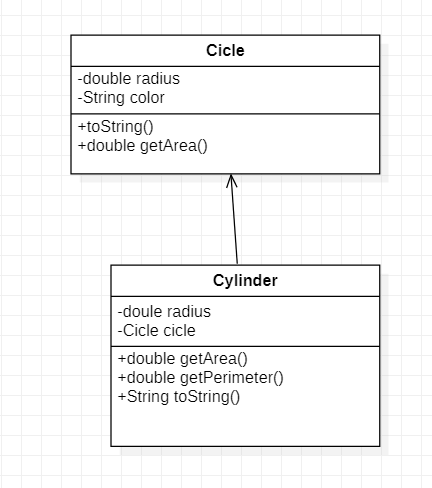 Cicle
-double radius
-String color
+toString()
+double getArea()
Cylinder
-doule radius
-Cicle cicle
+double getArea()
+double getPerimeter()
+String toString()